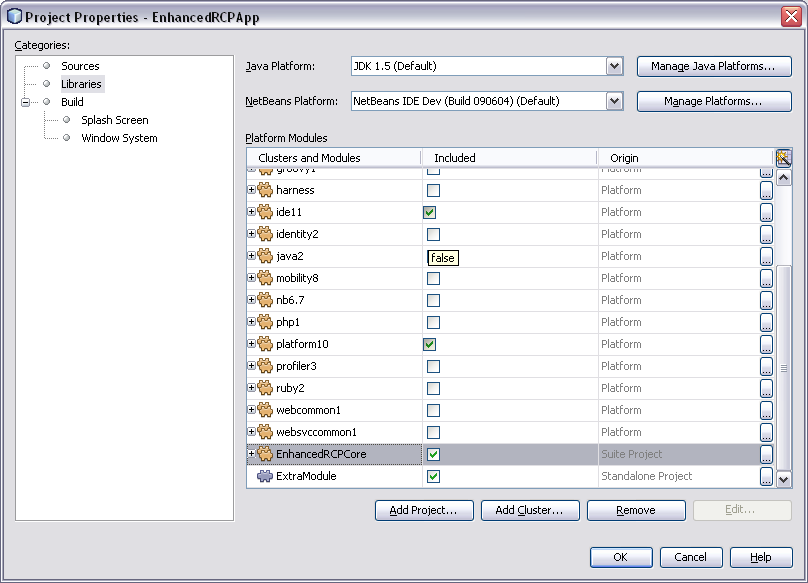 Project Properties - EnhancedRCPApp
Categories:
Sources
Libraries
Build
Splash Screen
Window System
Java Platform: JDK 1.5 (Default) Manage Java Platforms...
NetBeans Platform: NetBeans IDE Dev (Build 090604) (Default) Manage Platforms...
Platform Modules
Clusters and Modules Included Origin
groovy1 Platform
harness Platform
ide11 Platform
identity2 Platform
java2 false Platform
mobility8 Platform
nb6.7 Platform
php1 Platform
platform10 Platform
profiler3 Platform
ruby2 Platform
webcommon1 Platform
websvccommon1 Platform
EnhancedRCPCore Suite Project
ExtraModule Standalone Project
Add Project... Add Cluster... Remove Edit...
OK Cancel Help